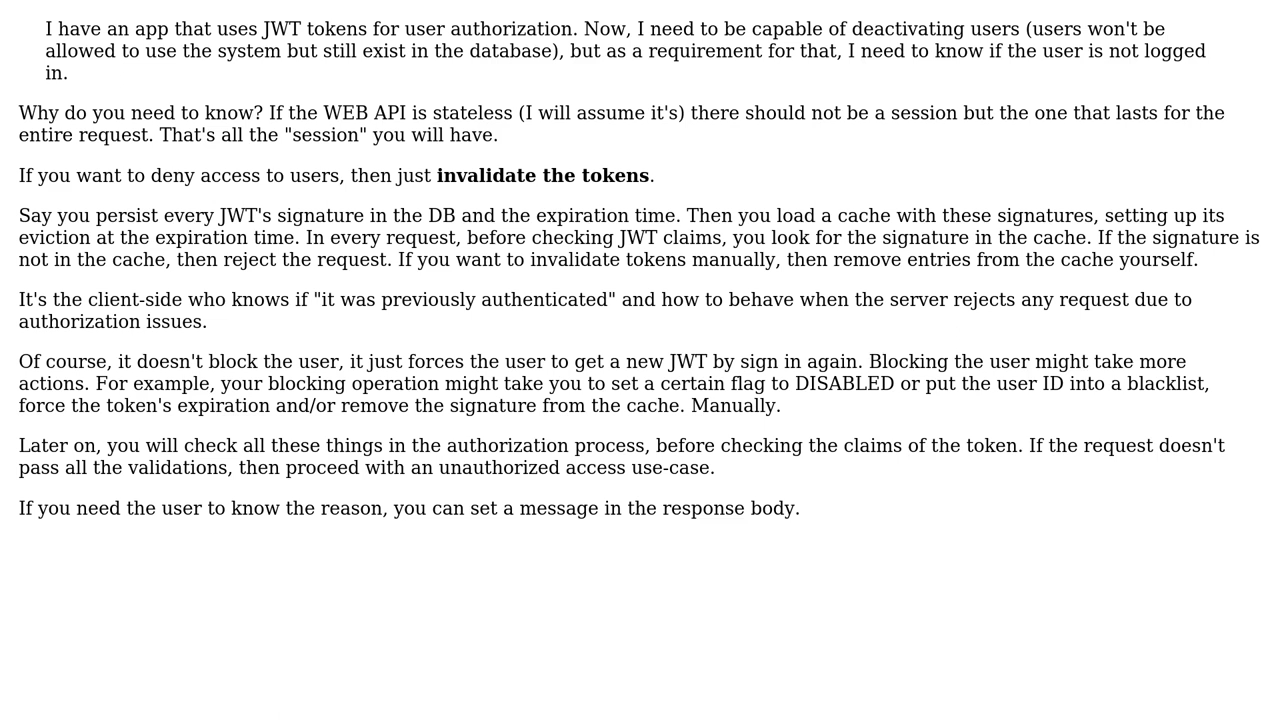 I have an app that uses JWT tokens for user authorization. Now, I need to be capable of deactivating users (users won't be
allowed to use the system but still exist in the database), but as a requirement for that, I need to know if the user is not logged
in.
Why do you need to know? If the WEB API is stateless (I will assume it's) there should not be a session but the one that lasts for the
entire request. That's all the "session" you will have.
If you want to deny access to users, then just invalidate the tokens.
Say you persist every JWT's signature in the DB and the expiration time. Then you load a cache with these signatures, setting up its
eviction at the expiration time. In every request, before checking JWT claims, you look for the signature in the cache. If the signature is
not in the cache, then reject the request. If you want to invalidate tokens manually, then remove entries from the cache yourself.
It's the client-side who knows if "it was previously authenticated" and how to behave when the server rejects any request due to
authorization issues.
Of course, it doesn't block the user, it just forces the user to get a new JWT by sign in again. Blocking the user might take more
actions. For example, your blocking operation might take you to set a certain flag to DISABLED or put the user ID into a blacklist,
force the token's expiration and/or remove the signature from the cache. Manually.
Later on, you will check all these things in the authorization process, before checking the claims of the token. If the request doesn't
pass all the validations, then proceed with an unauthorized access use-case.
If you need the user to know the reason, you can set a message in the response body.